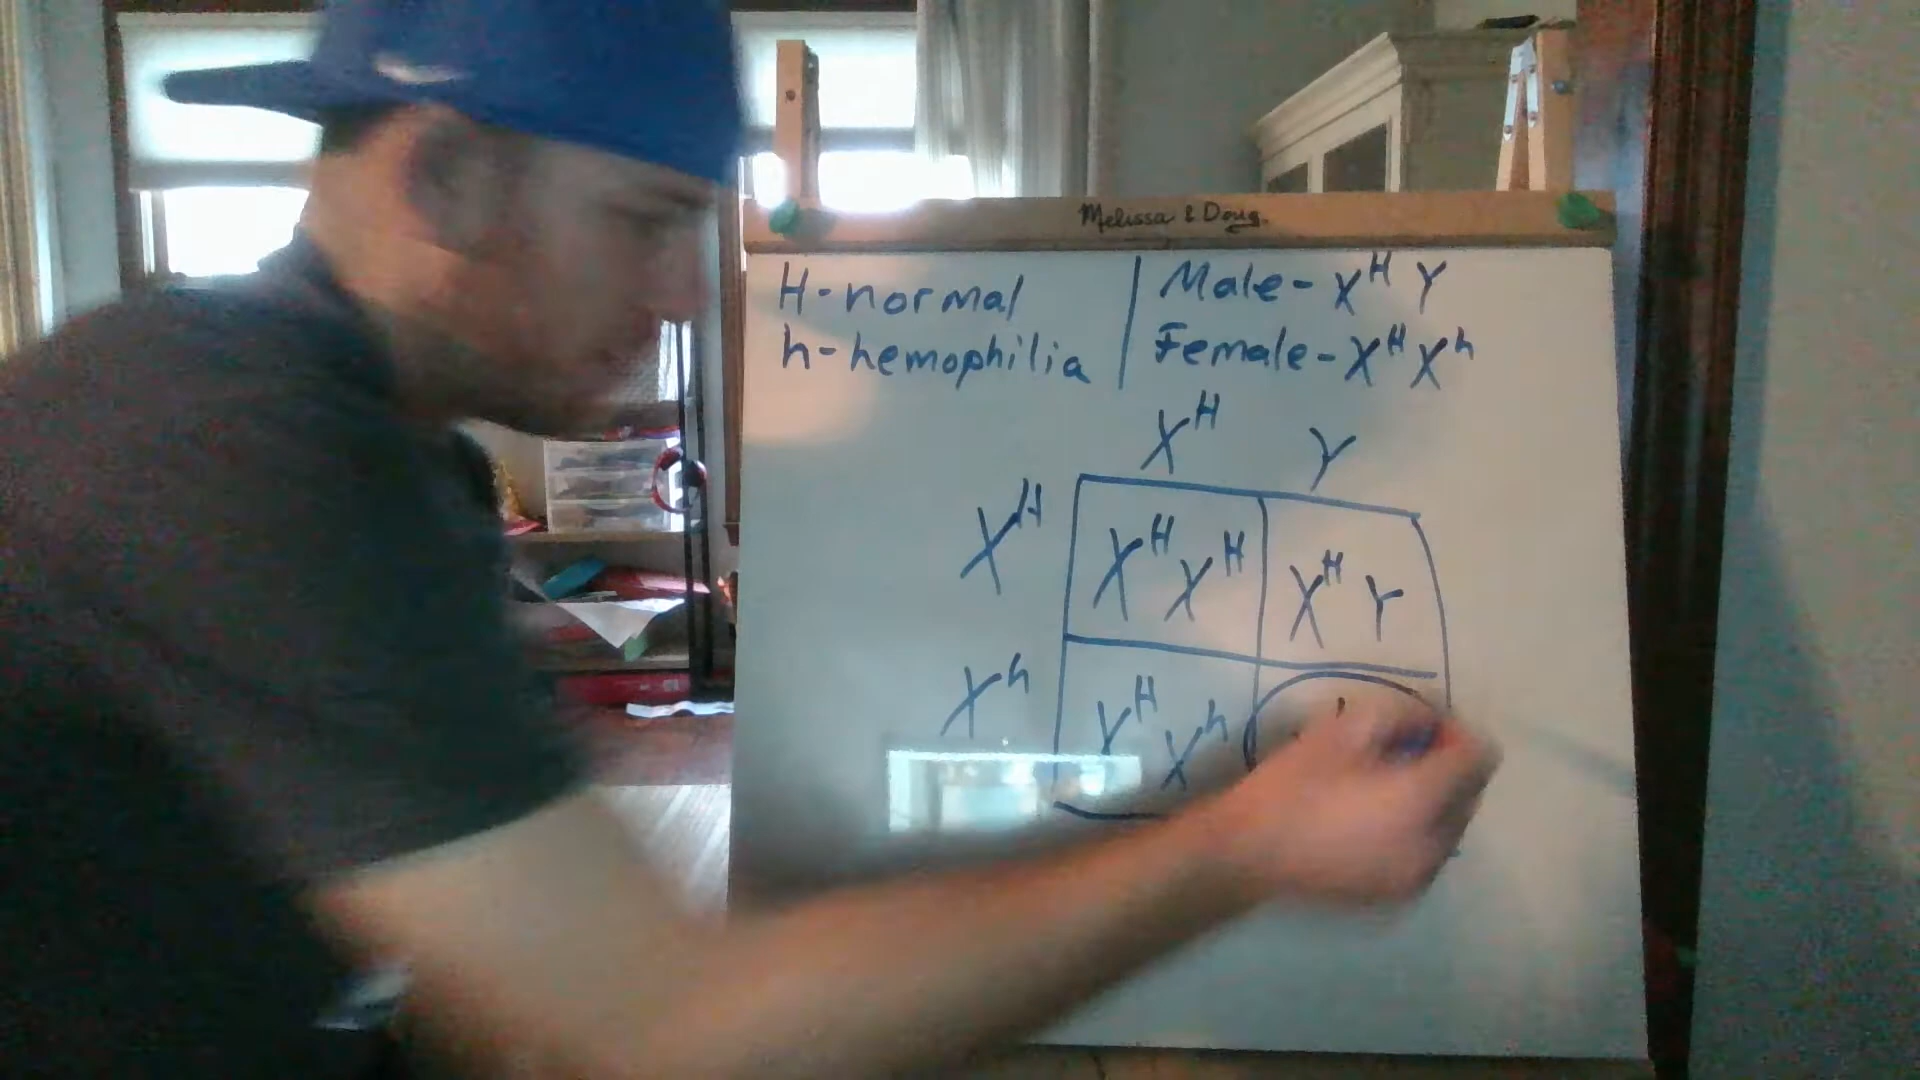 Melissa & Doug.
H-normal
h-hemophilia
Male- X^H Y
Female- X^H X^h
X^H Y
X^H X^H X^H X^H Y
X^h X^H X^h